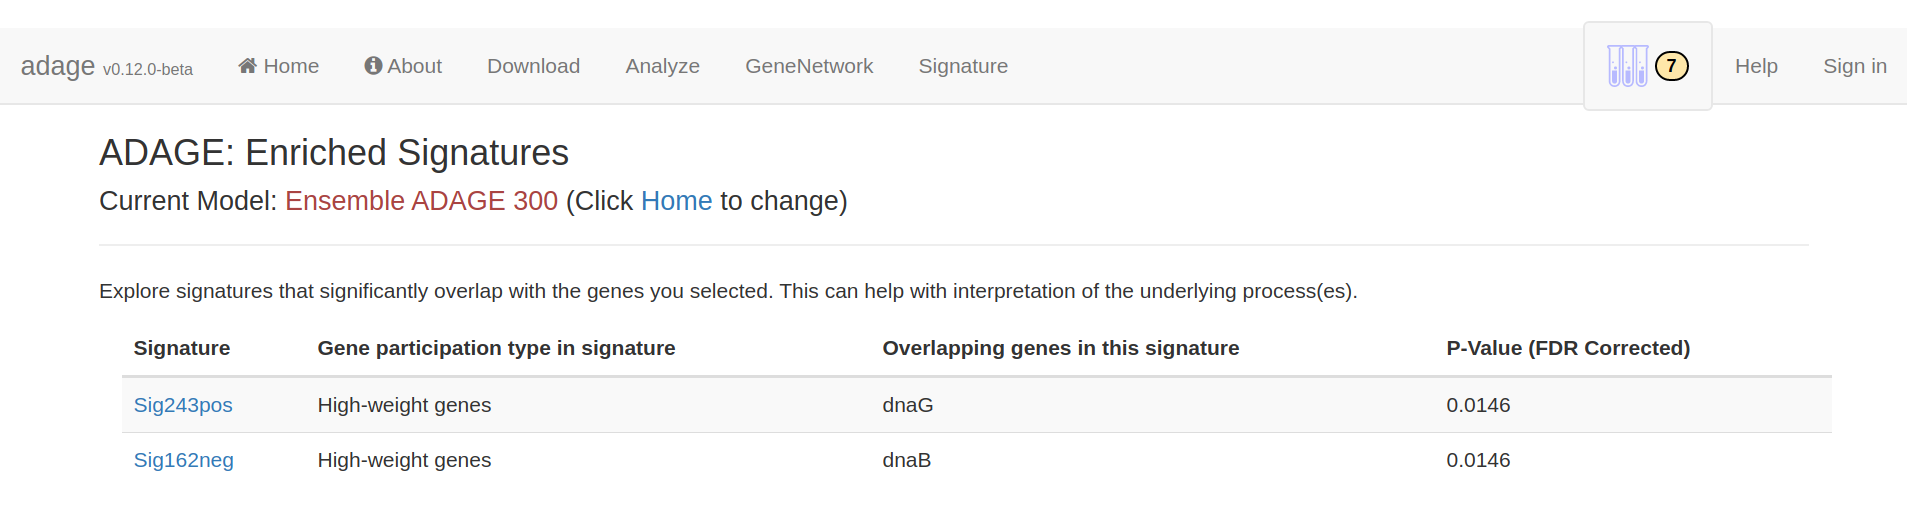 adage v0.12.0-beta Home About Download Analyze GeneNetwork Signature 7 Help Sign in
ADAGE: Enriched Signatures
Current Model: Ensemble ADAGE 300 (Click Home to change)
Explore signatures that significantly overlap with the genes you selected. This can help with interpretation of the underlying process(es).
Signature Gene participation type in signature Overlapping genes in this signature P-Value (FDR Corrected)
Sig243pos High-weight genes dnaG 0.0146
Sig162neg High-weight genes dnaB 0.0146